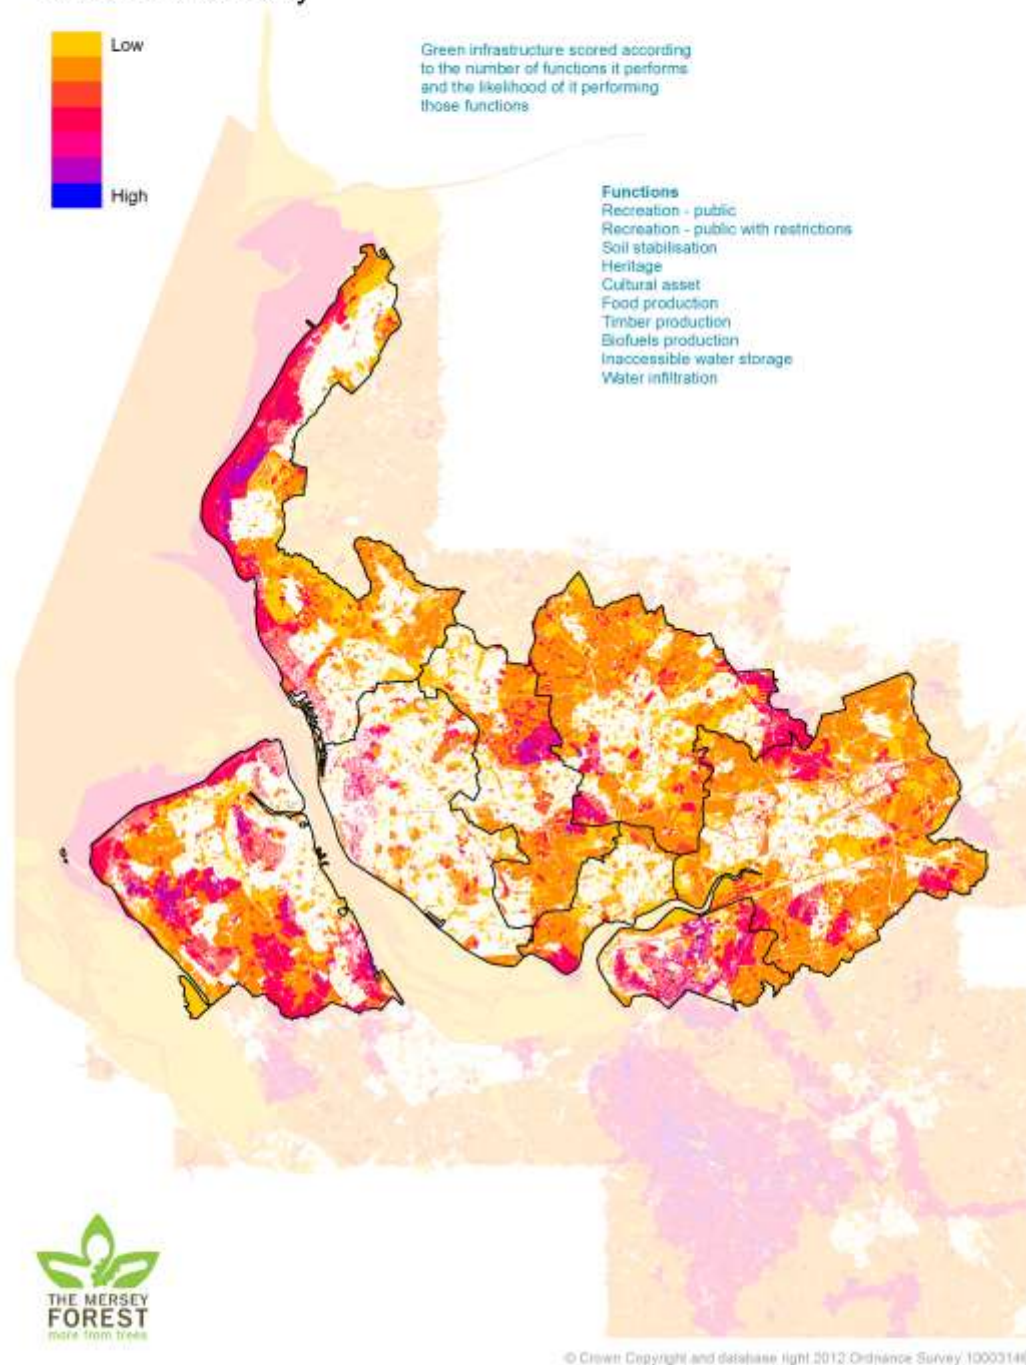 Low
High
Green infrastructure scored according
to the number of functions it performs
and the likelihood of it performing
those functions
Functions
Recreation - public
Recreation - public with restrictions
Soil stabilisation
Heritage
Cultural asset
Food production
Timber production
Biofuels production
Inaccessible water storage
Water infiltration
THE MERSEY
FOREST
more from trees
© Crown Copyright and database right 2012 Ordnance Survey